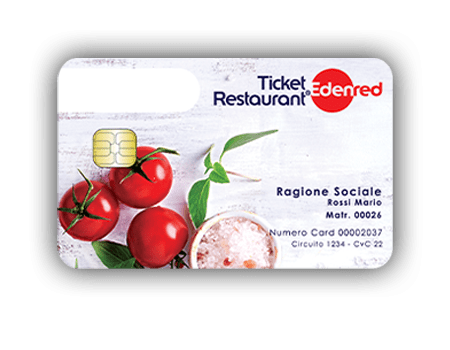 Ticket
Restaurant® Edenred
Ragione Sociale
Rossi Mario
Matr. 00026
Numero Card 00002037
Circuito 1234 - CvC 22